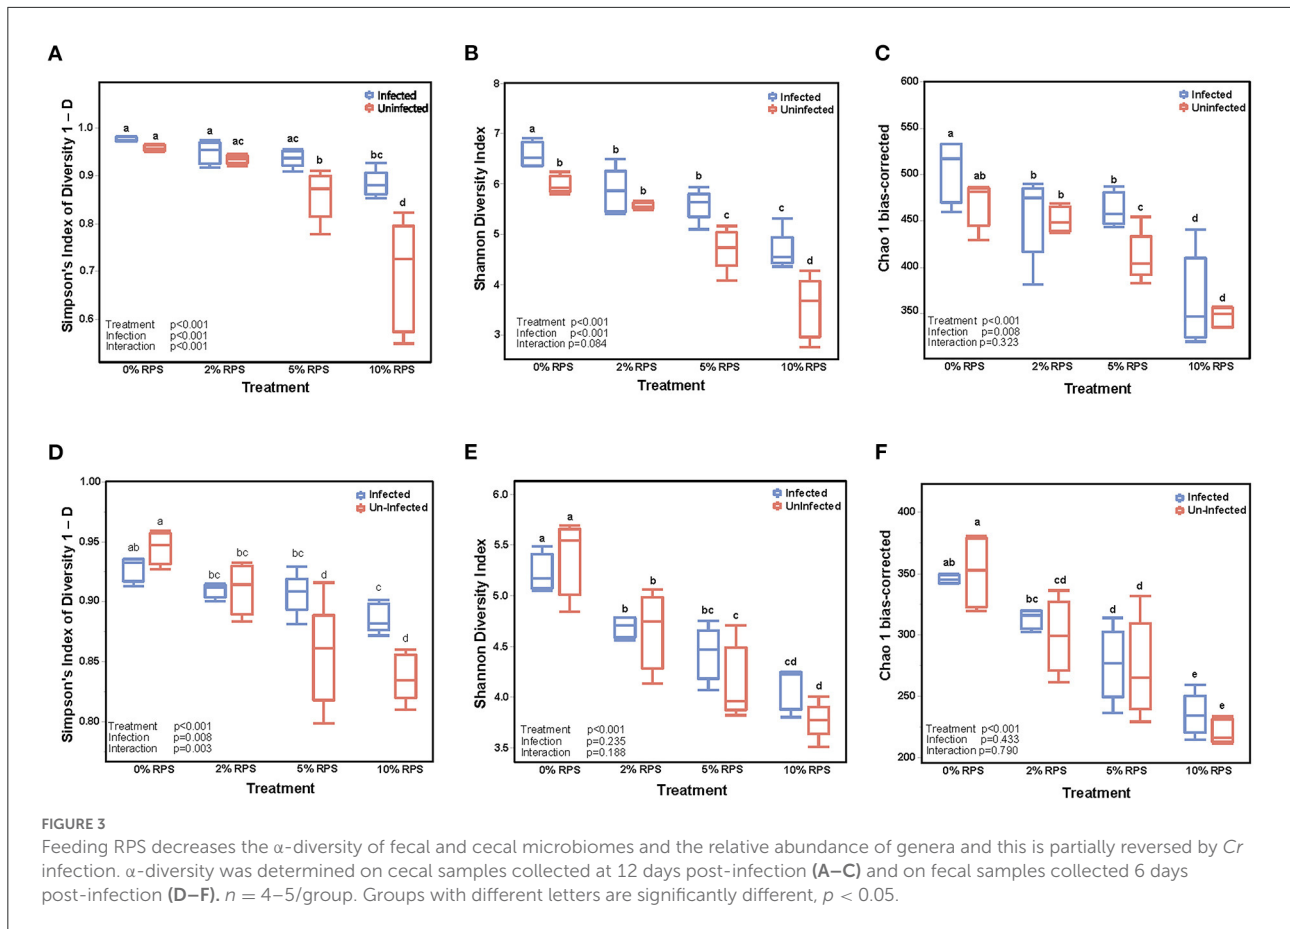 A
Simpson's Index of Diversity 1 – D
1.0
0.9
0.8
0.7
0.6
Infected
Uninfected
a
a
a
ac
ac
b
bc
d
Treatment p<0.001
Infection p<0.001
Interaction p<0.001
0% RPS
2% RPS
5% RPS
10% RPS
Treatment
B
Shannon Diversity Index
8
7
6
5
4
3
Infected
Uninfected
a
b
b
b
b
c
c
d
Treatment p<0.001
Infection p<0.001
Interaction p=0.084
0% RPS
2% RPS
5% RPS
10% RPS
Treatment
C
Chao 1 bias-corrected
600
550
500
450
400
350
Infected
Uninfected
a
ab
b
b
b
c
d
d
Treatment p<0.001
Infection p=0.008
Interaction p=0.323
0% RPS
2% RPS
5% RPS
10% RPS
Treatment
D
Simpson's Index of Diversity 1 – D
1.00
0.95
0.90
0.85
0.80
Infected
Un-Infected
ab
a
bc
bc
bc
d
c
d
Treatment p<0.001
Infection p=0.008
Interaction p=0.003
0% RPS
2% RPS
5% RPS
10% RPS
Treatment
E
Shannon Diversity Index
6.0
5.5
5.0
4.5
4.0
3.5
Infected
UnInfected
a
a
b
b
bc
c
cd
d
Treatment p<0.001
Infection p=0.235
Interaction p=0.188
0% RPS
2% RPS
5% RPS
10% RPS
Treatment
F
Chao 1 bias-corrected
400
350
300
250
200
Infected
Un-Infected
ab
a
bc
cd
d
d
e
e
Treatment p<0.001
Infection p=0.433
Interaction p=0.790
0% RPS
2% RPS
5% RPS
10% RPS
Treatment
FIGURE 3
Feeding RPS decreases the α-diversity of fecal and cecal microbiomes and the relative abundance of genera and this is partially reversed by Cr
infection. α-diversity was determined on cecal samples collected at 12 days post-infection (A–C) and on fecal samples collected 6 days
post-infection (D–F). n = 4–5/group. Groups with different letters are significantly different, p < 0.05.